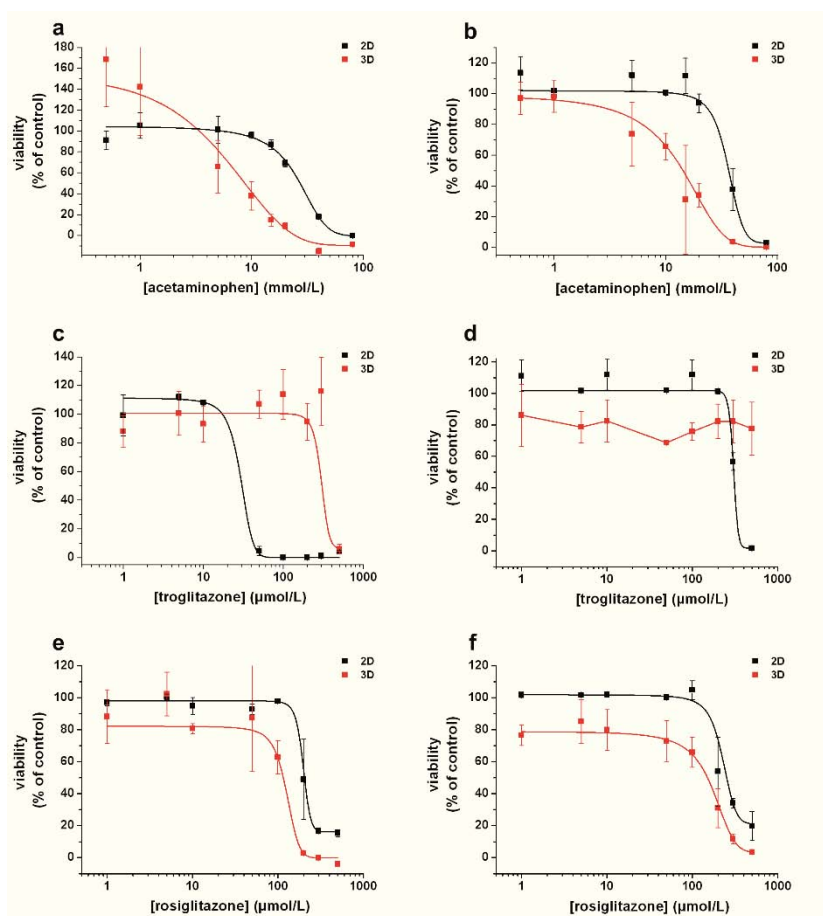 a
2D
3D
180
160
140
120
100
80
60
40
20
0
viability
(% of control)
1
10
100
[acetaminophen] (mmol/L)
b
2D
3D
120
100
80
60
40
20
0
viability
(% of control)
1
10
100
[acetaminophen] (mmol/L)
c
2D
3D
140
120
100
80
60
40
20
0
viability
(% of control)
1
10
100
1000
[troglitazone] (µmol/L)
d
2D
3D
120
100
80
60
40
20
0
viability
(% of control)
1
10
100
1000
[troglitazone] (µmol/L)
e
2D
3D
120
100
80
60
40
20
0
viability
(% of control)
1
10
100
1000
[rosiglitazone] (µmol/L)
f
2D
3D
120
100
80
60
40
20
0
viability
(% of control)
1
10
100
1000
[rosiglitazone] (µmol/L)